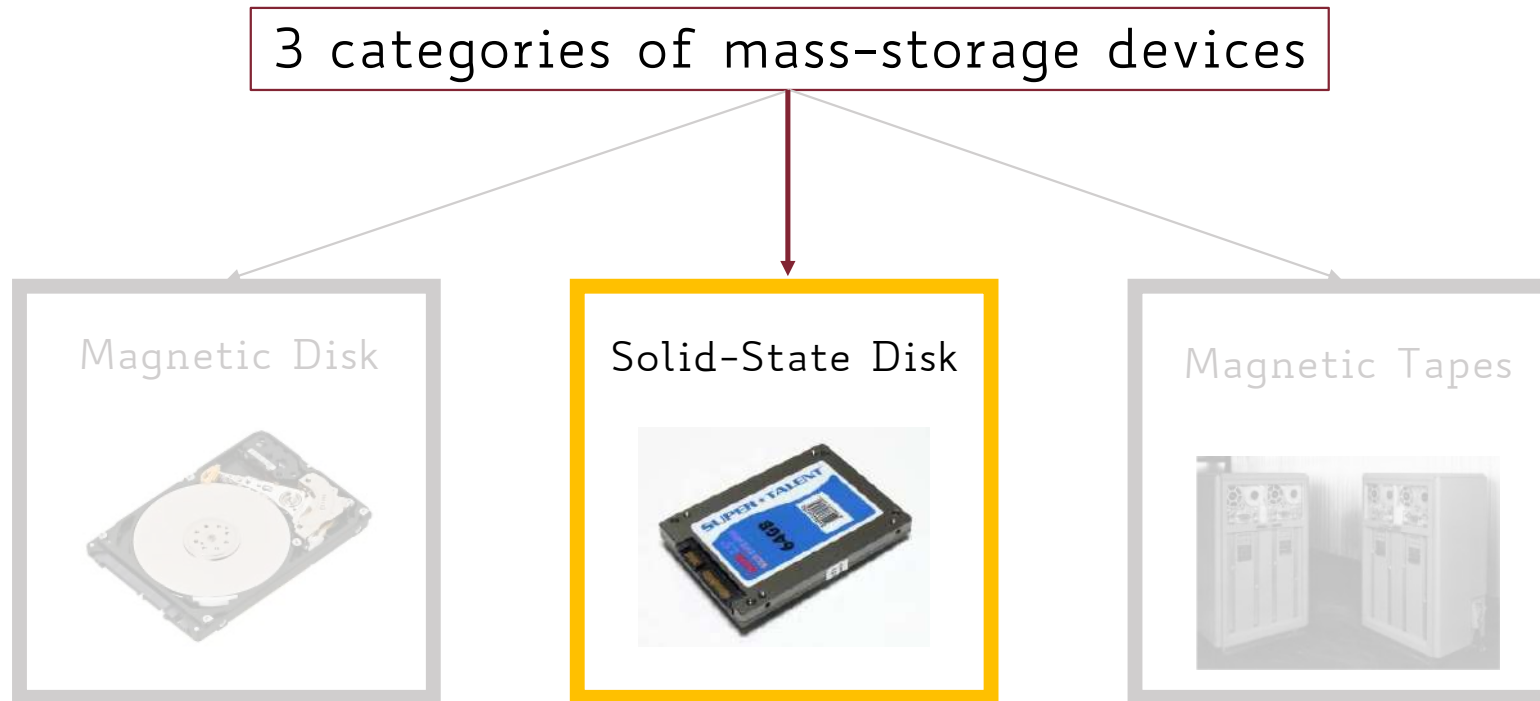 3 categories of mass-storage devices
Magnetic Disk
Solid-State Disk
Magnetic Tapes
SUPER★TALENT
64GB